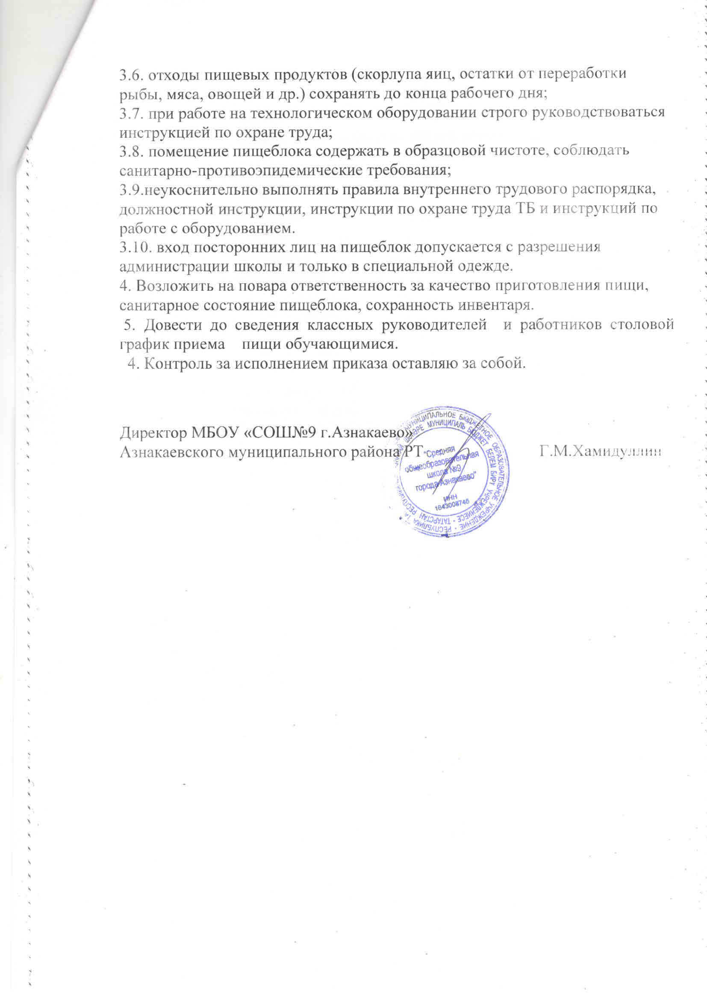 3.6. отходы пищевых продуктов (скорлупа яиц, остатки от переработки
рыбы, мяса, овощей и др.) сохранять до конца рабочего дня;
3.7. при работе на технологическом оборудовании строго руководствоваться
инструкцией по охране труда;
3.8. помещение пищеблока содержать в образцовой чистоте, соблюдать
санитарно-противоэпидемические требования;
3.9.неукоснительно выполнять правила внутреннего трудового распорядка,
должностной инструкции, инструкции по охране труда ТБ и инструкций по
работе с оборудованием.
3.10. вход посторонних лиц на пищеблок допускается с разрешения
администрации школы и только в специальной одежде.
4. Возложить на повара ответственность за качество приготовления пищи,
санитарное состояние пищеблока, сохранность инвентаря.
5. Довести до сведения классных руководителей и работников столовой
график приема пищи обучающимися.
4. Контроль за исполнением приказа оставляю за собой.
Директор МБОУ «СОШ№9 г.Азнакаево»
Азнакаевского муниципального района РТ Г.М.Хамидуллин
МУНИЦИПАЛЬНОЕ БЮДЖЕТНОЕ ОБРАЗОВАТЕЛЬНОЕ УЧРЕЖДЕНИЕ • РЕСПУБЛИКА
ШӘҺӘРЕ МУНИЦИПАЛЬ БЮДЖЕТ БЕЛЕМ БИРҮ УЧРЕЖДЕНИЕСЕ • ТАТАРСТАН
"Средняя
общеобразовательная
школа №9
города Азнакаево"
ИНН